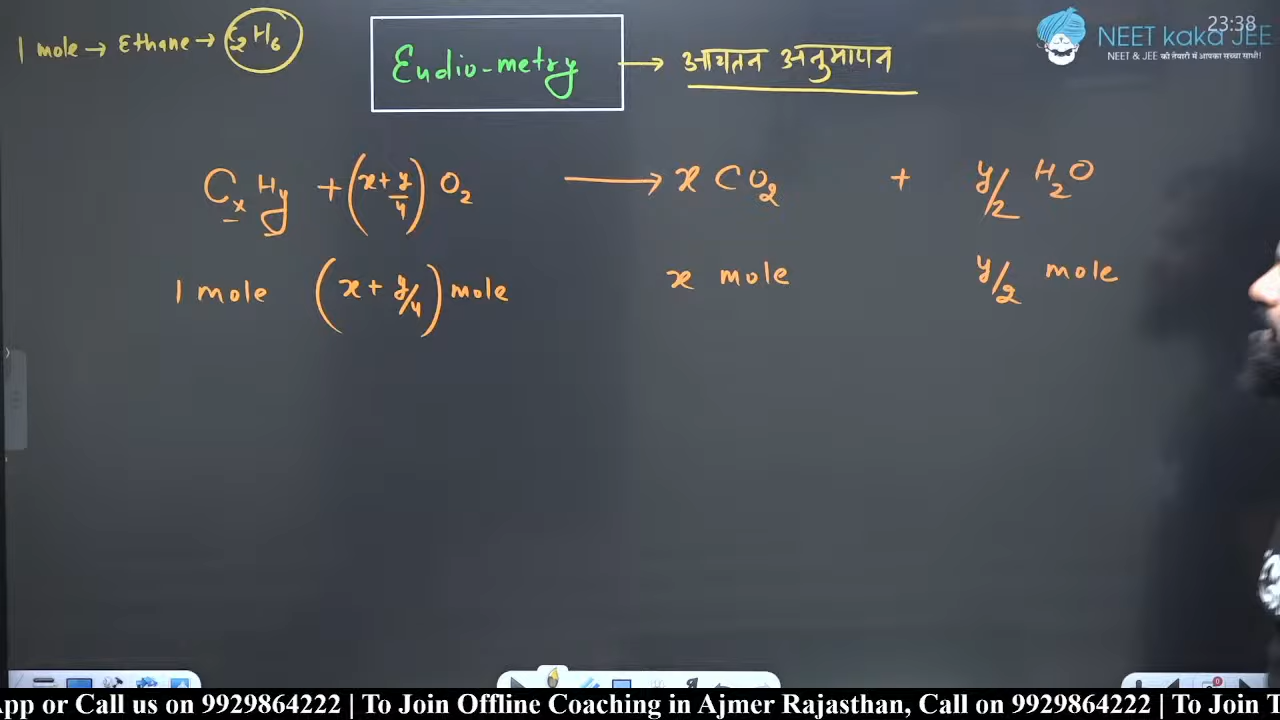 1 mole → Ethane → C₂H₆
Eudio-metry → आयतन अनुमापन
23:38
NEET kaka JEE
NEET & JEE की तैयारी में आपका सच्चा साथी!
CₓHy + (x + y/4) O₂ ⟶ x CO₂ + y/2 H₂O
1 mole (x + y/4) mole x mole y/2 mole
App or Call us on 9929864222 | To Join Offline Coaching in Ajmer Rajasthan, Call on 9929864222 | To Join T